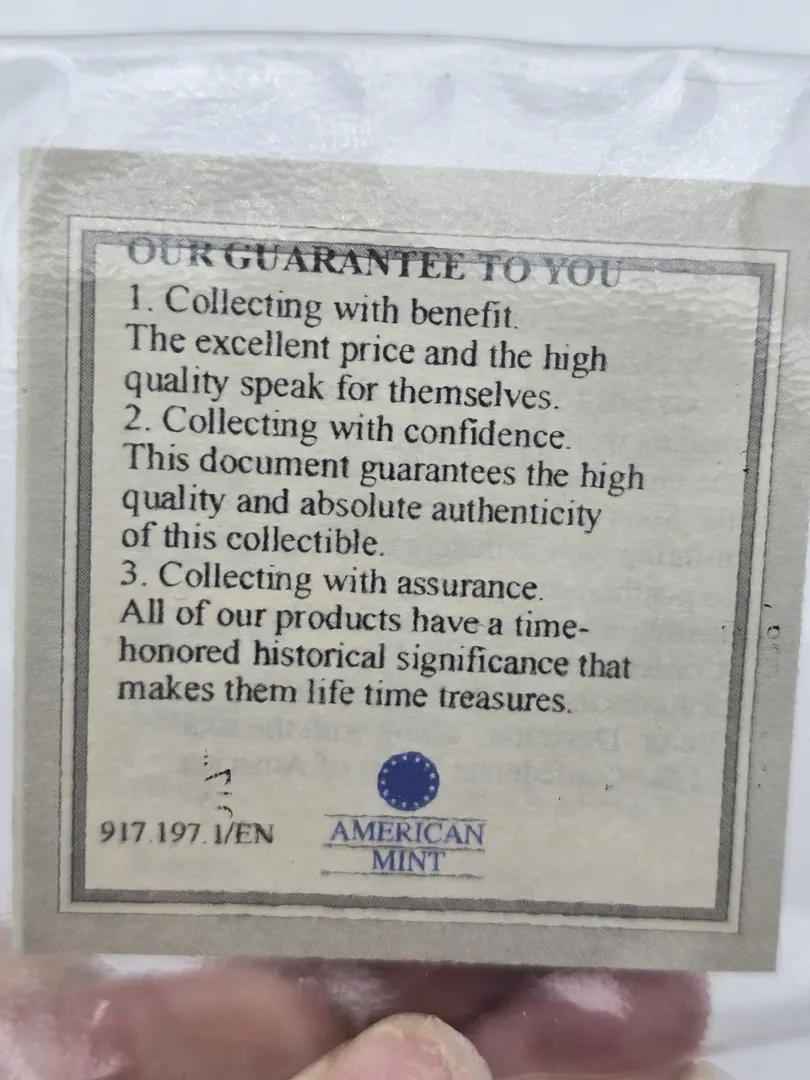 OUR GUARANTEE TO YOU
1. Collecting with benefit.
The excellent price and the high
quality speak for themselves.
2. Collecting with confidence.
This document guarantees the high
quality and absolute authenticity
of this collectible.
3. Collecting with assurance.
All of our products have a time-
honored historical significance that
makes them life time treasures.
917.197.1/EN
AMERICAN
MINT